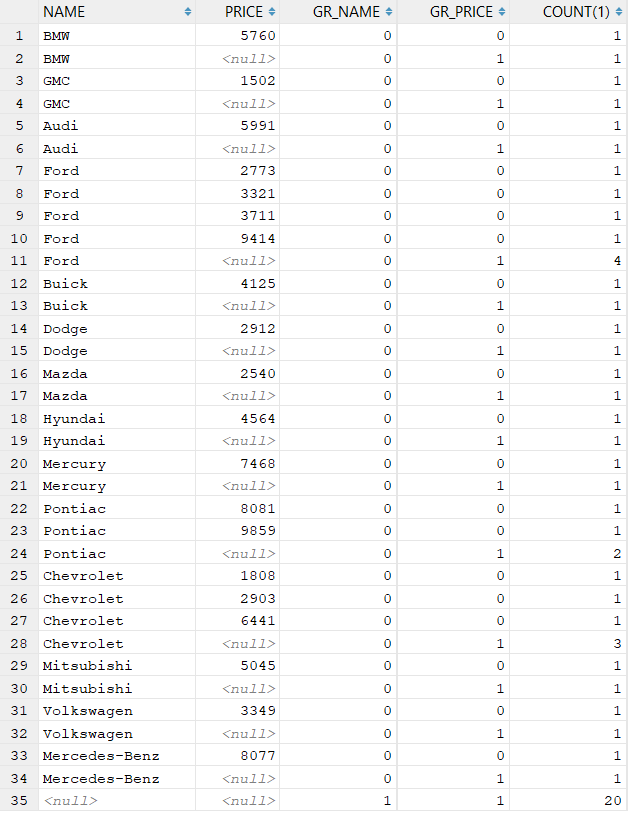 NAME PRICE GR_NAME GR_PRICE COUNT(1)
1 BMW 5760 0 0 1
2 BMW <null> 0 1 1
3 GMC 1502 0 0 1
4 GMC <null> 0 1 1
5 Audi 5991 0 0 1
6 Audi <null> 0 1 1
7 Ford 2773 0 0 1
8 Ford 3321 0 0 1
9 Ford 3711 0 0 1
10 Ford 9414 0 0 1
11 Ford <null> 0 1 4
12 Buick 4125 0 0 1
13 Buick <null> 0 1 1
14 Dodge 2912 0 0 1
15 Dodge <null> 0 1 1
16 Mazda 2540 0 0 1
17 Mazda <null> 0 1 1
18 Hyundai 4564 0 0 1
19 Hyundai <null> 0 1 1
20 Mercury 7468 0 0 1
21 Mercury <null> 0 1 1
22 Pontiac 8081 0 0 1
23 Pontiac 9859 0 0 1
24 Pontiac <null> 0 1 2
25 Chevrolet 1808 0 0 1
26 Chevrolet 2903 0 0 1
27 Chevrolet 6441 0 0 1
28 Chevrolet <null> 0 1 3
29 Mitsubishi 5045 0 0 1
30 Mitsubishi <null> 0 1 1
31 Volkswagen 3349 0 0 1
32 Volkswagen <null> 0 1 1
33 Mercedes-Benz 8077 0 0 1
34 Mercedes-Benz <null> 0 1 1
35 <null> <null> 1 1 20